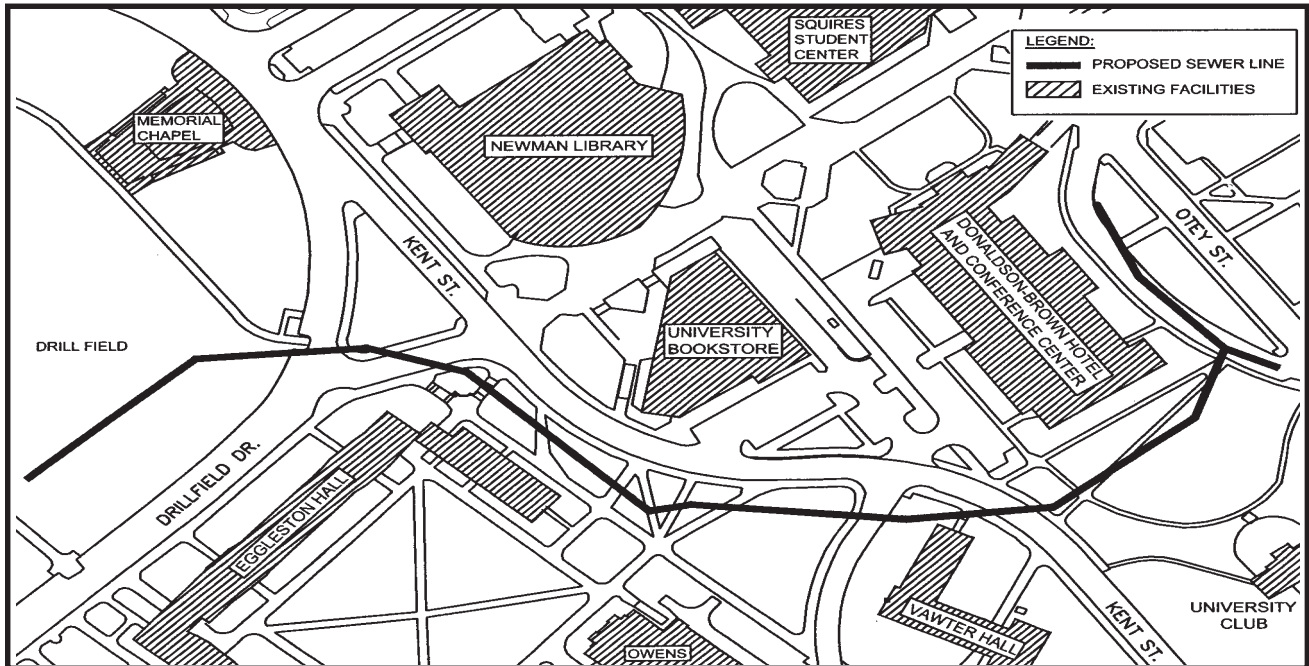 SQUIRES
STUDENT
CENTER
LEGEND:
PROPOSED SEWER LINE
EXISTING FACILITIES
MEMORIAL
CHAPEL
NEWMAN LIBRARY
KENT ST.
OTEY ST.
DONALDSON-BROWN HOTEL
AND CONFERENCE
CENTER
UNIVERSITY
BOOKSTORE
DRILL FIELD
DRILLFIELD DR.
EGGLESTON HALL
OWENS
VAWTER HALL
KENT ST.
UNIVERSITY
CLUB